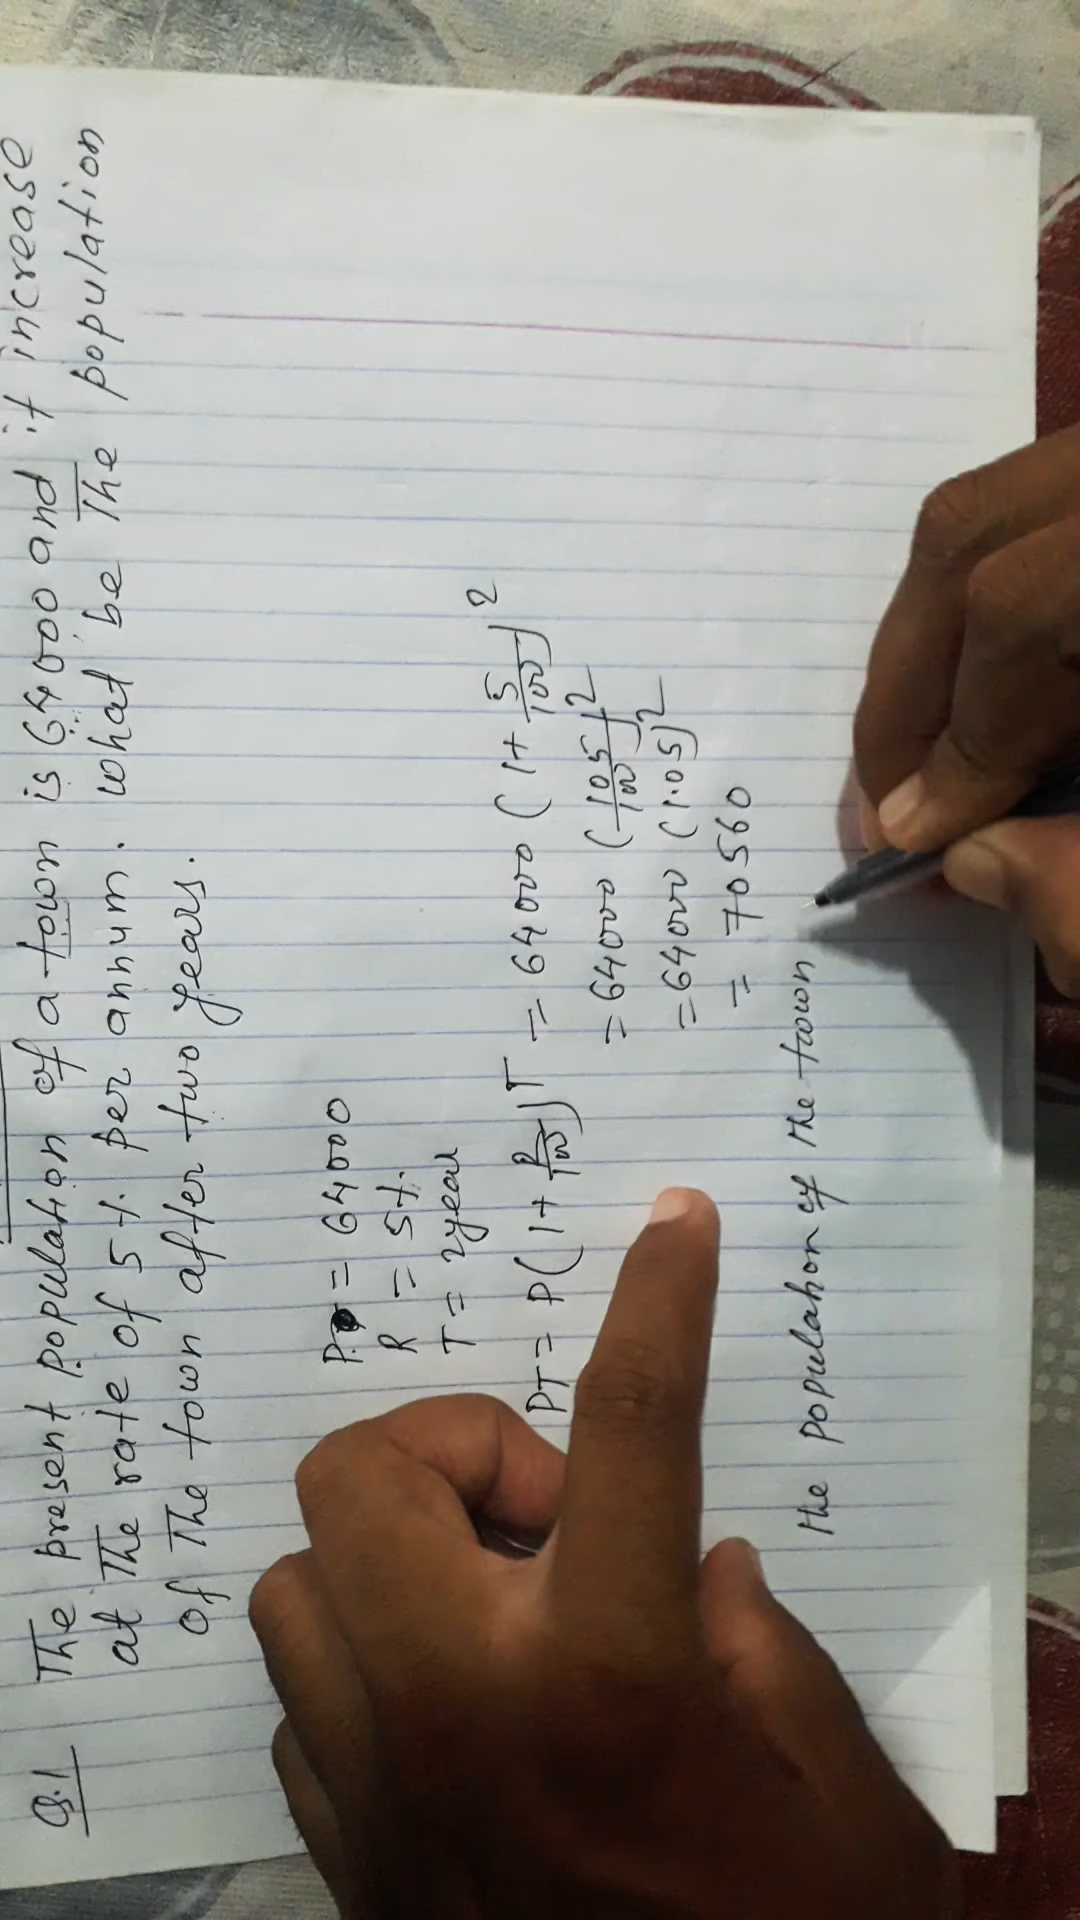 Q.1 The present population of a town is 64000 and it increase
at The rate of 5% per annum. what be The population
of The town after two years.
P0 = 64000
R = 5%
T = 2year
PT = P(1+R/100)^T = 64000 (1+5/100)^2
= 64000 (105/100)^2
= 64000 (1.05)^2
= 70560
the population of the town